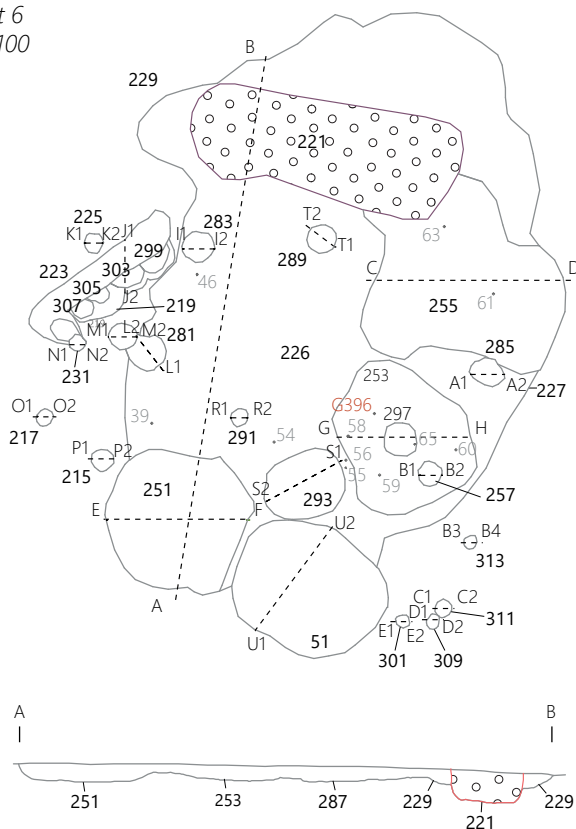 t 6
100
B
229
221
T2
225
J1
K1 K2
I1
283
I2
T1
289
63
299
303
223
C
D
305
J2
46
307
219
255
61
M1
L2
M2
281
226
285
N1 N2
L1
253
A1 A2
231
227
O1 O2
G396
297
39
R1 R2
58
217
G
H
291
54
65
60
P1
P2
S1
56
215
251
B1 B2
55
59
S2
257
293
E
F
U2
B3 B4
313
A
C1 C2
D1
311
E1
D2
E2
U1
51
301
309
A
B
251
253
287
229
229
221